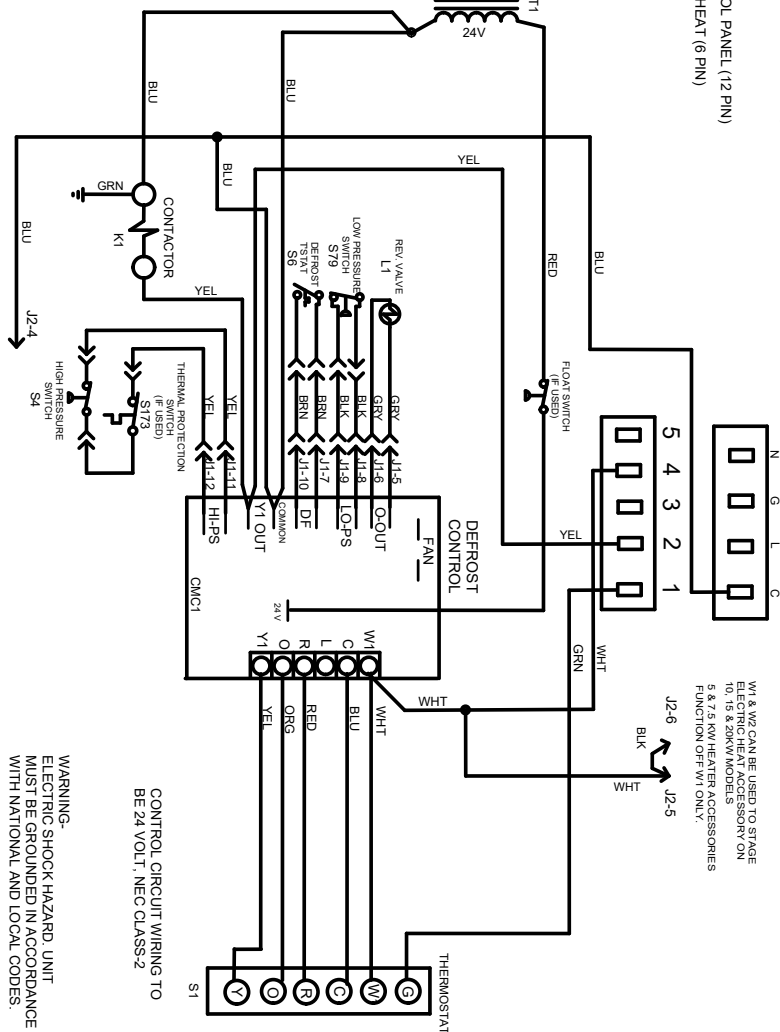 OL PANEL (12 PIN)
HEAT (6 PIN)
T1
24V
BLU
BLU
BLU
BLU
BLU
YEL
RED
GRN
CONTACTOR
K1
YEL
BLU
J2-4
FLOAT SWITCH
(IF USED)
REV. VALVE
L1
LOW PRESSURE
SWITCH
S79
DEFROST
T'STAT
S6
GRY
GRY
BLK
BLK
BRN
BRN
YEL
YEL
J1-5
J1-6
J1-8
J1-9
J1-7
J1-10
J1-11
J1-12
THERMAL PROTECTION
SWITCH
(IF USED)
S173
HIGH PRESSURE
SWITCH
S4
DEFROST
CONTROL
FAN
O-OUT
LO-PS
DF
COMMON
Y1 OUT
HI-PS
CMC1
24 V
W1
C
L
R
O
Y1
N
G
L
C
5
4
3
2
1
YEL
WHT
GRN
W1 & W2 CAN BE USED TO STAGE
ELECTRIC HEAT ACCESSORY ON
10, 15 & 20KW MODELS
5 & 7.5 KW HEATER ACCESSORIES
FUNCTION OFF W1 ONLY.
J2-6
J2-5
BLK
WHT
WHT
WHT
BLU
RED
ORG
YEL
THERMOSTAT
G
W
C
R
O
Y
S1
CONTROL CIRCUIT WIRING TO
BE 24 VOLT, NEC CLASS-2
WARNING-
ELECTRIC SHOCK HAZARD. UNIT
MUST BE GROUNDED IN ACCORDANCE
WITH NATIONAL AND LOCAL CODES.